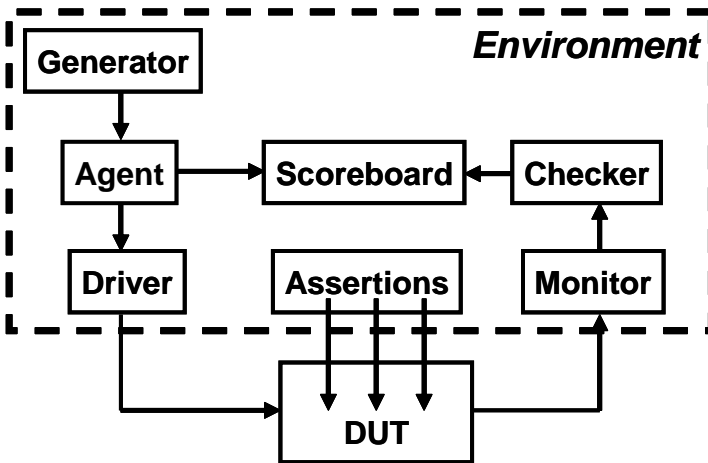 Environment
Generator
Agent
Scoreboard
Checker
Driver
Assertions
Monitor
DUT